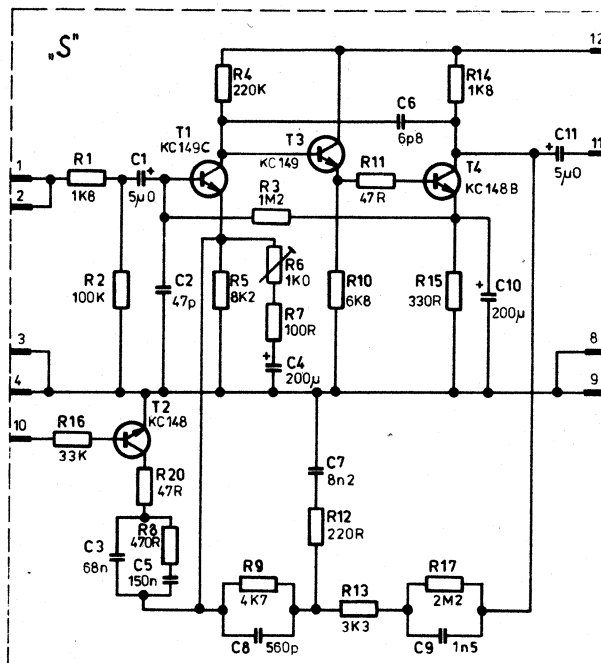 „S"
12
R4
220K
R14
1K8
C6
6p8
T1
KC149C
T3
KC149
C11
+
5µ0
11
1
2
R1
1K8
C1
+
5µ0
R11
47R
T4
KC148B
R3
1M2
R2
100K
C2
47p
R5
8K2
R6
1K0
R7
100R
+
C4
200µ
R10
6K8
R15
330R
+
C10
200µ
3
4
8
9
10
R16
33K
T2
KC148
R20
47R
C7
8n2
R12
220R
C3
68n
R8
470R
C5
150n
R9
4K7
C8
560p
R13
3K3
R17
2M2
C9
1n5